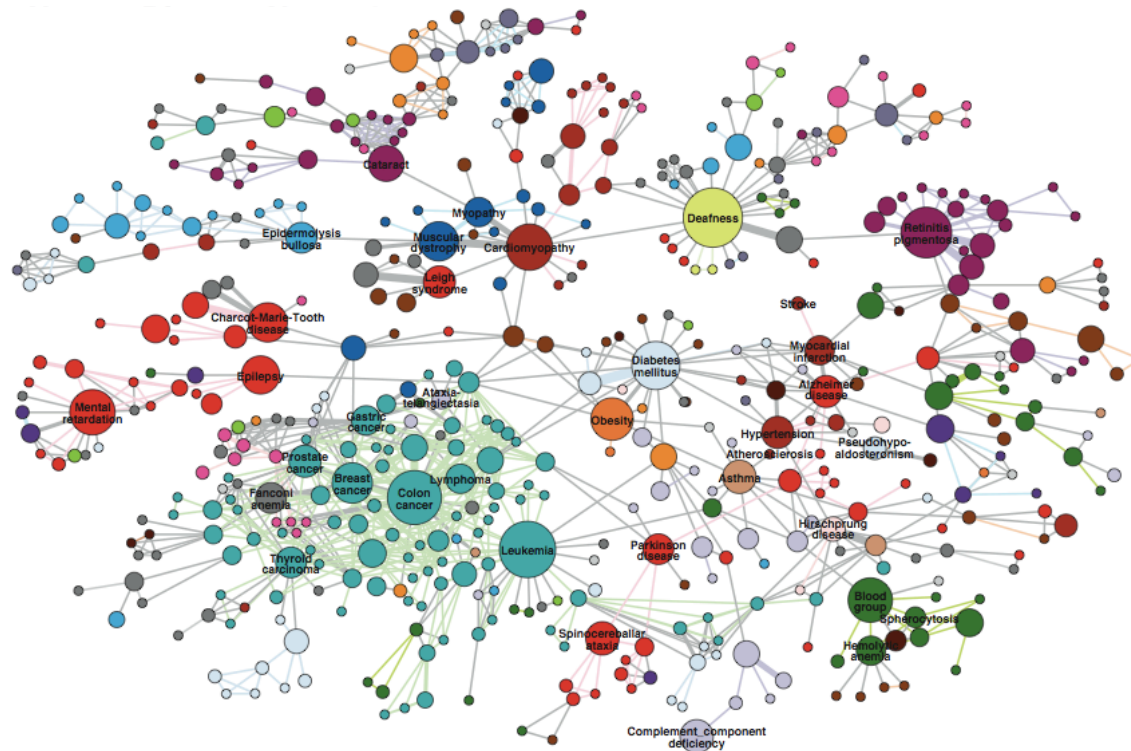 Cataract
Myopathy
Deafness
Retinitis
pigmentosa
Epidermolysis
bullosa
Muscular
dystrophy
Cardiomyopathy
Leigh
syndrome
Charcot-Marie-Tooth
disease
Stroke
Myocardial
infarction
Diabetes
mellitus
Epilepsy
Alzheimer
disease
Mental
retardation
Ataxia-
telangiectasia
Gastric
cancer
Obesity
Hypertension
Pseudohypo-
aldosteronism
Prostate
cancer
Atherosclerosis
Breast
cancer
Lymphoma
Asthma
Fanconi
anemia
Colon
cancer
Hirschprung
disease
Leukemia
Parkinson
disease
Thyroid
carcinoma
Blood
group
Spherocytosis
Spinocereballar
ataxia
Hemolytic
anemia
Complement_component
deficiency